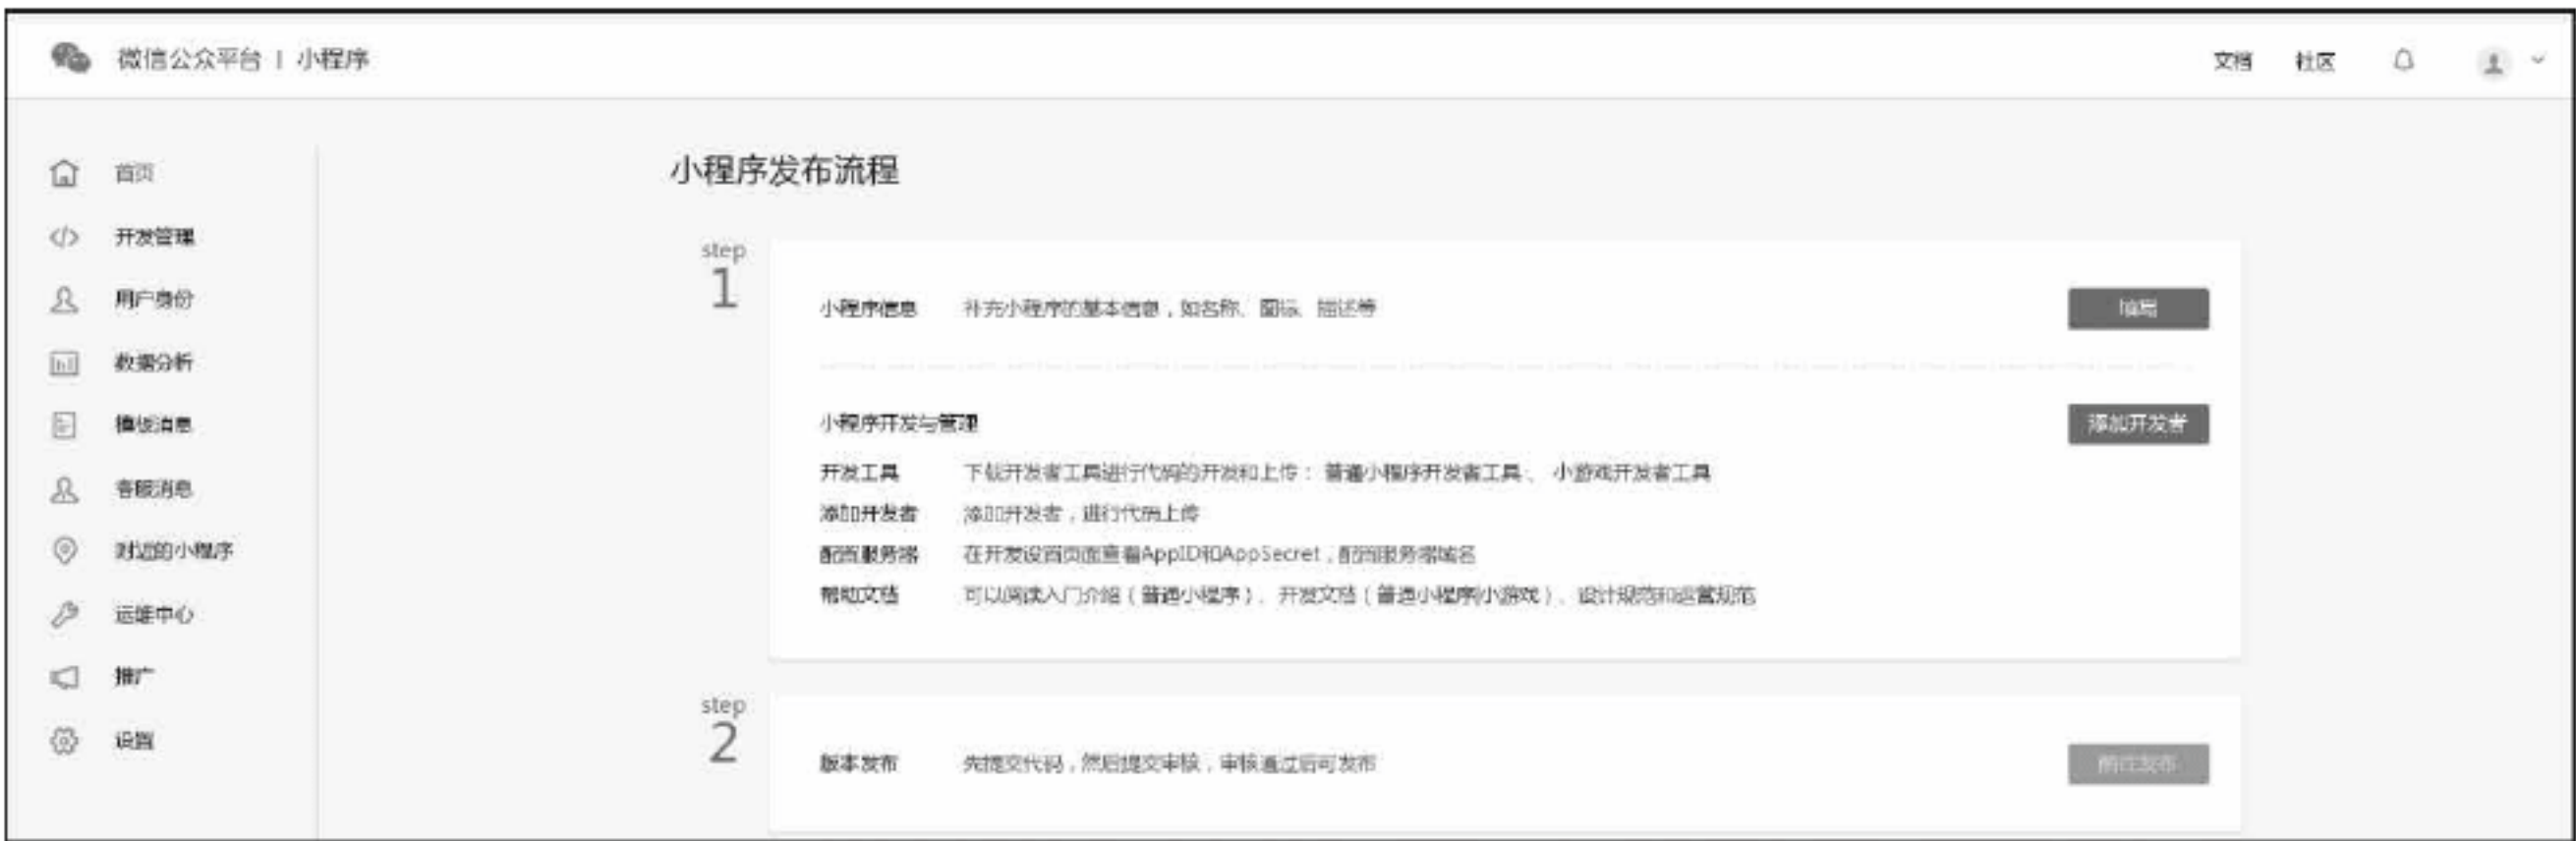 微信公众平台 | 小程序
文档 社区
首页
开发管理
用户身份
数据分析
模板消息
客服消息
附近的小程序
运维中心
推广
设置
小程序发布流程
step
1
小程序信息 补充小程序的基本信息，如名称、图标、描述等
填写
小程序开发与管理
添加开发者
开发工具 下载开发者工具进行代码的开发和上传： 普通小程序开发者工具、 小游戏开发者工具
添加开发者 添加开发者，进行代码上传
配置服务器 在开发设置页面查看AppID和AppSecret，配置服务器域名
帮助文档 可以阅读入门介绍（普通小程序）、开发文档（普通小程序|小游戏）、设计规范和运营规范
step
2
版本发布 先提交代码，然后提交审核，审核通过后可发布
前往发布